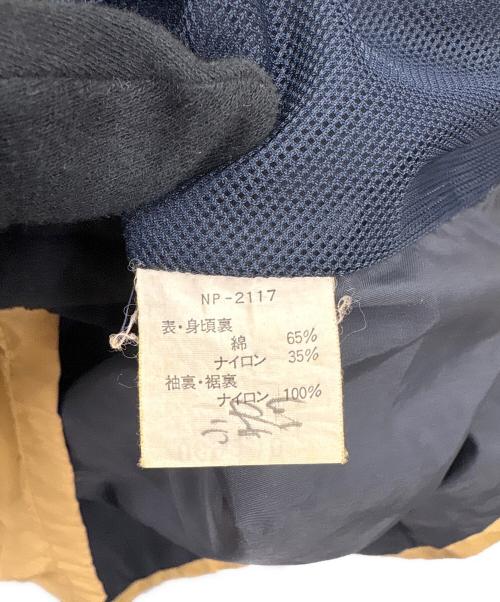 NP-2117
表・身頃裏
綿 65%
ナイロン 35%
袖裏・裾裏
ナイロン 100%